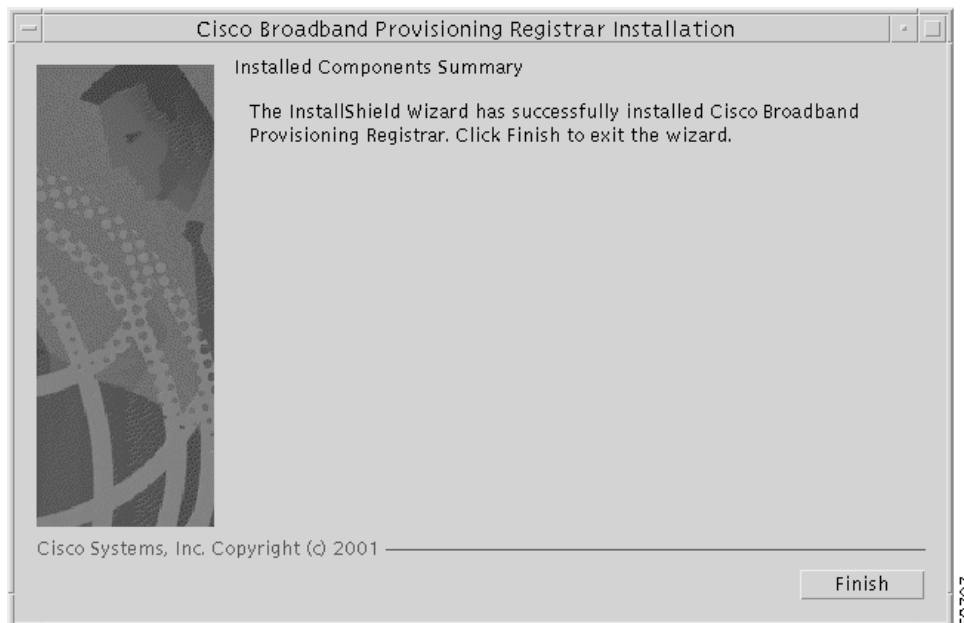 Cisco Broadband Provisioning Registrar Installation
Installed Components Summary
The InstallShield Wizard has successfully installed Cisco Broadband
Provisioning Registrar. Click Finish to exit the wizard.
Cisco Systems, Inc. Copyright (c) 2001
Finish